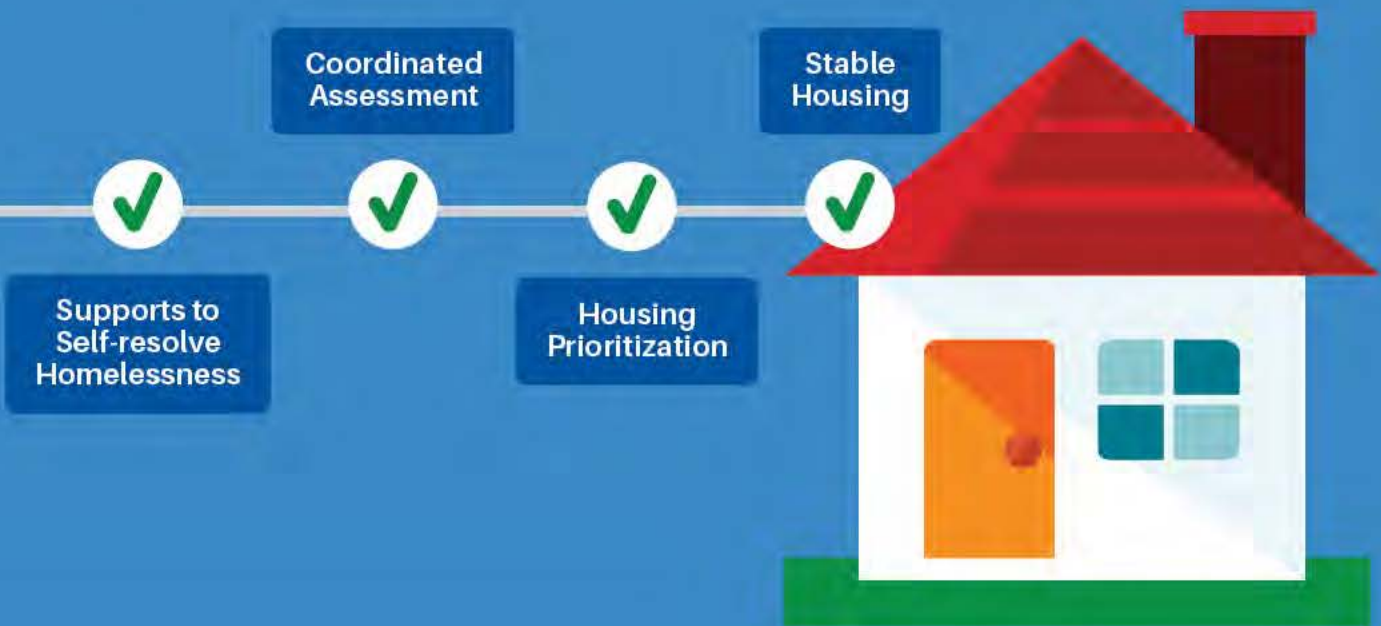 Supports to
Self-resolve
Homelessness
Coordinated
Assessment
Housing
Prioritization
Stable
Housing